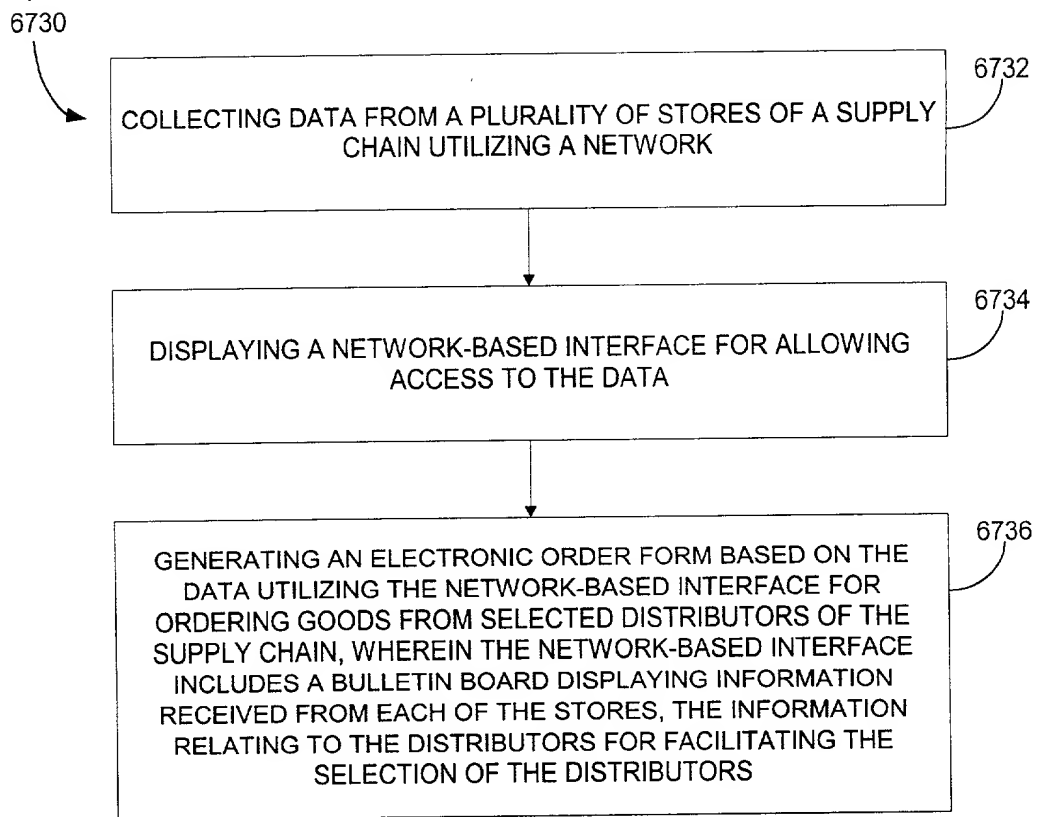 6730
6732
COLLECTING DATA FROM A PLURALITY OF STORES OF A SUPPLY
CHAIN UTILIZING A NETWORK
6734
DISPLAYING A NETWORK-BASED INTERFACE FOR ALLOWING
ACCESS TO THE DATA
6736
GENERATING AN ELECTRONIC ORDER FORM BASED ON THE
DATA UTILIZING THE NETWORK-BASED INTERFACE FOR
ORDERING GOODS FROM SELECTED DISTRIBUTORS OF THE
SUPPLY CHAIN, WHEREIN THE NETWORK-BASED INTERFACE
INCLUDES A BULLETIN BOARD DISPLAYING INFORMATION
RECEIVED FROM EACH OF THE STORES, THE INFORMATION
RELATING TO THE DISTRIBUTORS FOR FACILITATING THE
SELECTION OF THE DISTRIBUTORS